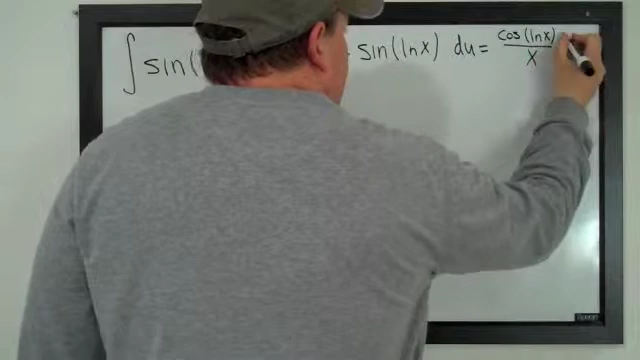 ∫ sin( sin(lnx) du = cos(lnx)/x